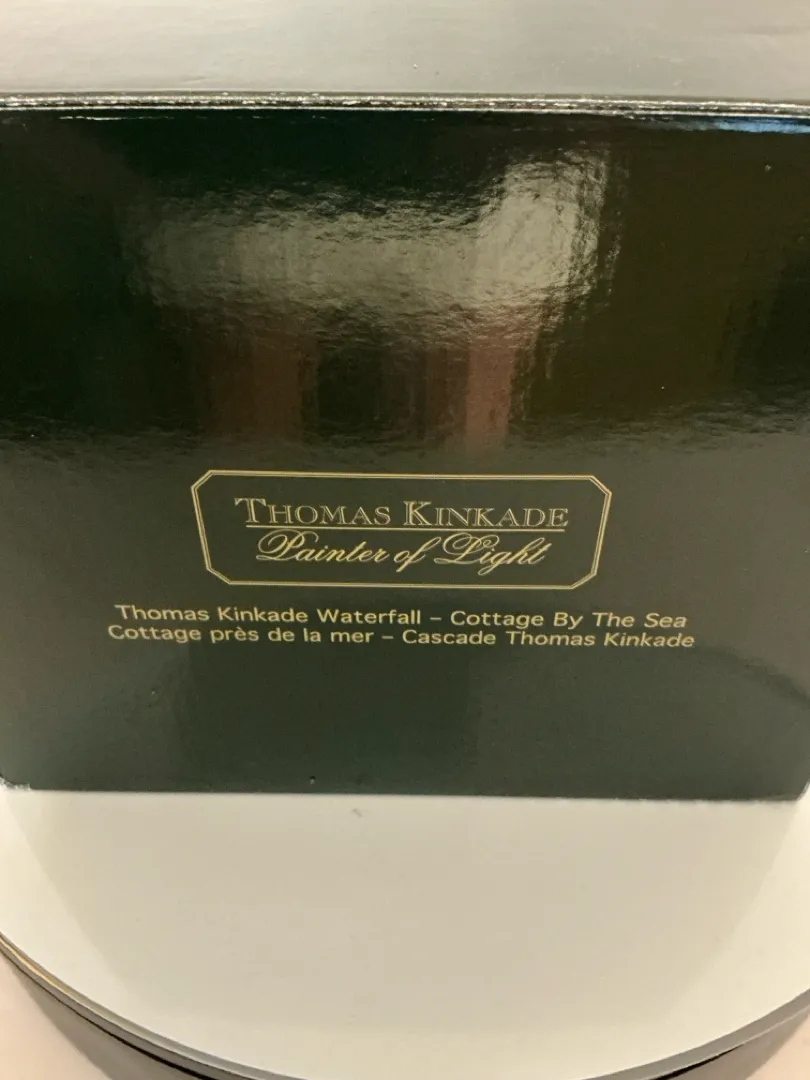 THOMAS KINKADE
Painter of Light
Thomas Kinkade Waterfall – Cottage By The Sea
Cottage près de la mer – Cascade Thomas Kinkade